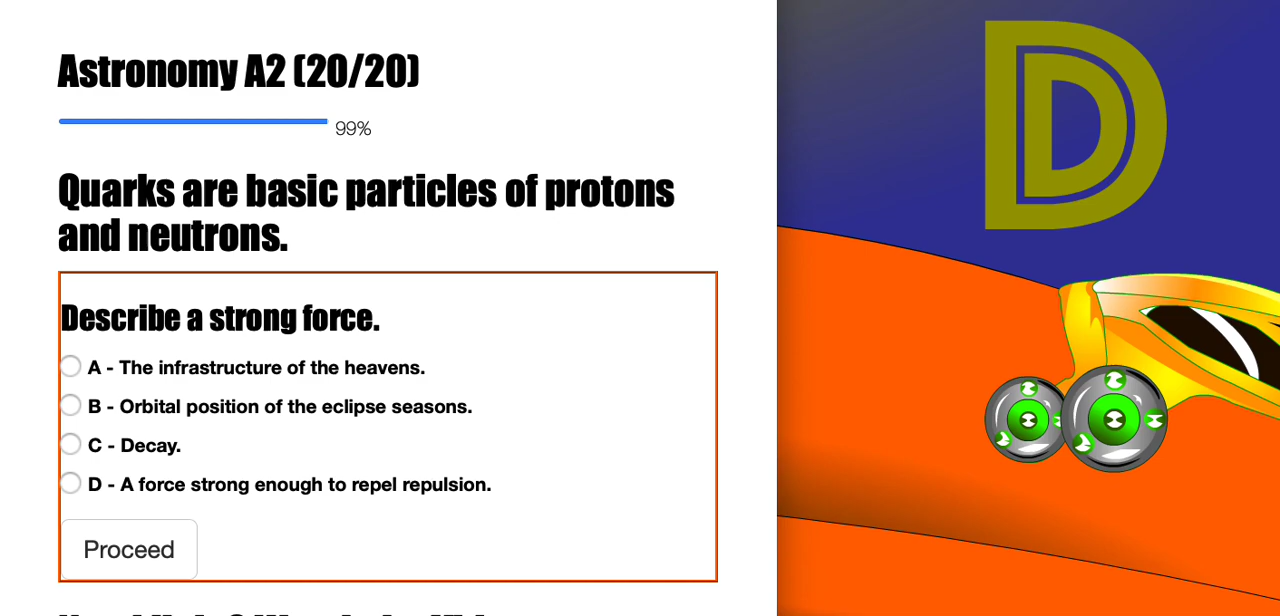 Astronomy A2 (20/20)
99%
Quarks are basic particles of protons
and neutrons.
Describe a strong force.
A - The infrastructure of the heavens.
B - Orbital position of the eclipse seasons.
C - Decay.
D - A force strong enough to repel repulsion.
Proceed
D